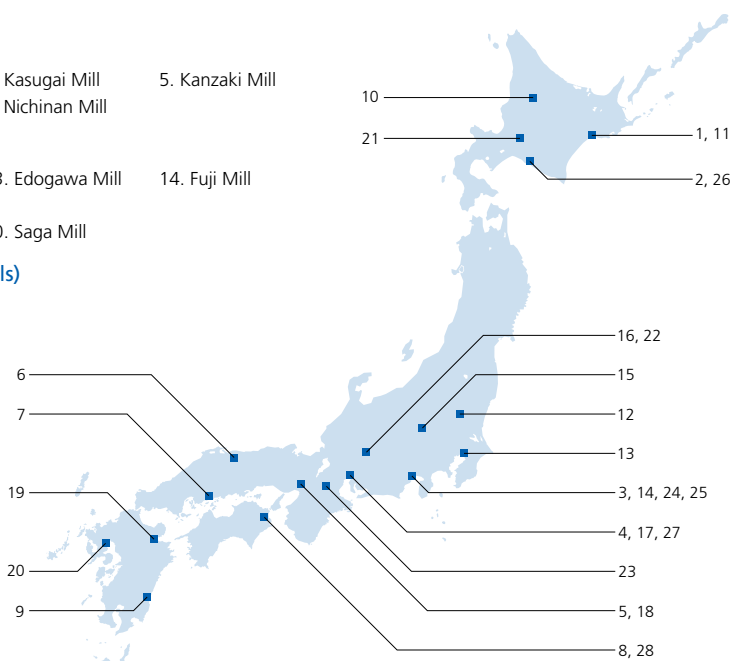 Kasugai Mill 5. Kanzaki Mill
Nichinan Mill
. Edogawa Mill 14. Fuji Mill
. Saga Mill
ls)
10
21
1, 11
2, 26
16, 22
15
12
13
3, 14, 24, 25
4, 17, 27
23
5, 18
8, 28
6
7
19
20
9